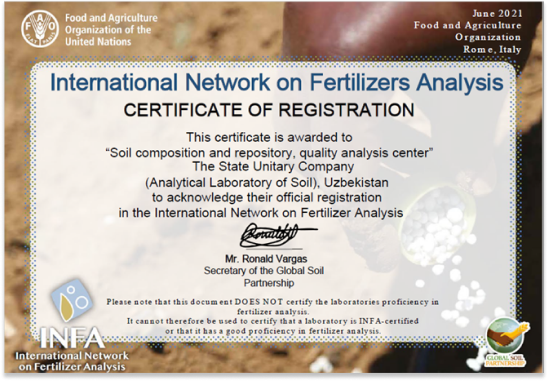 Food and Agriculture
Organization of the
United Nations
June 2021
Food and Agriculture
Organization
Rome, Italy
International Network on Fertilizers Analysis
CERTIFICATE OF REGISTRATION
This certificate is awarded to
"Soil composition and repository, quality analysis center"
The State Unitary Company
(Analytical Laboratory of Soil), Uzbekistan
to acknowledge their official registration
in the International Network on Fertilizer Analysis
Mr. Ronald Vargas
Secretary of the Global Soil
Partnership
Please note that this document DOES NOT certify the laboratories proficiency in
fertilizer analysis.
It cannot therefore be used to certify that a laboratory is INFA-certified
or that it has a good proficiency in fertilizer analysis.
INFA
International Network
on Fertilizer Analysis
GLOBAL SOIL
PARTNERSHIP